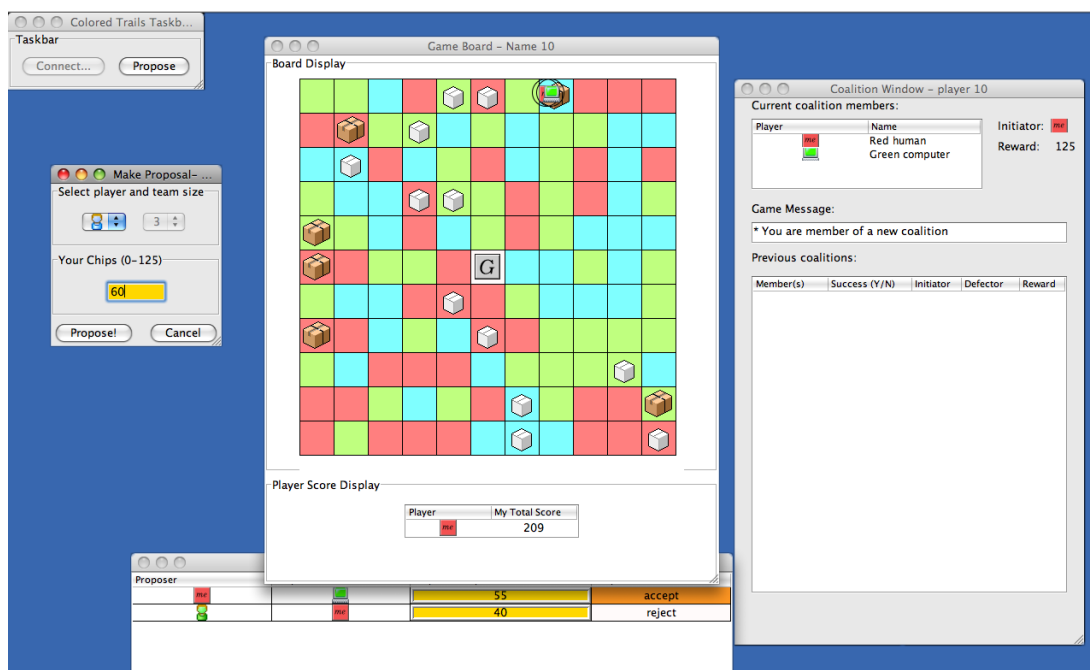 Colored Trails Taskb...
Taskbar
Connect...
Propose
Make Proposal- ...
Select player and team size
3
Your Chips (0-125)
60
Propose!
Cancel
Game Board - Name 10
Board Display
G
Player Score Display
Player
My Total Score
me
209
Proposer
me
55
accept
me
40
reject
Coalition Window - player 10
Current coalition members:
Player
Name
me
Red human
Green computer
Initiator:
me
Reward:
125
Game Message:
* You are member of a new coalition
Previous coalitions:
Member(s)
Success (Y/N)
Initiator
Defector
Reward